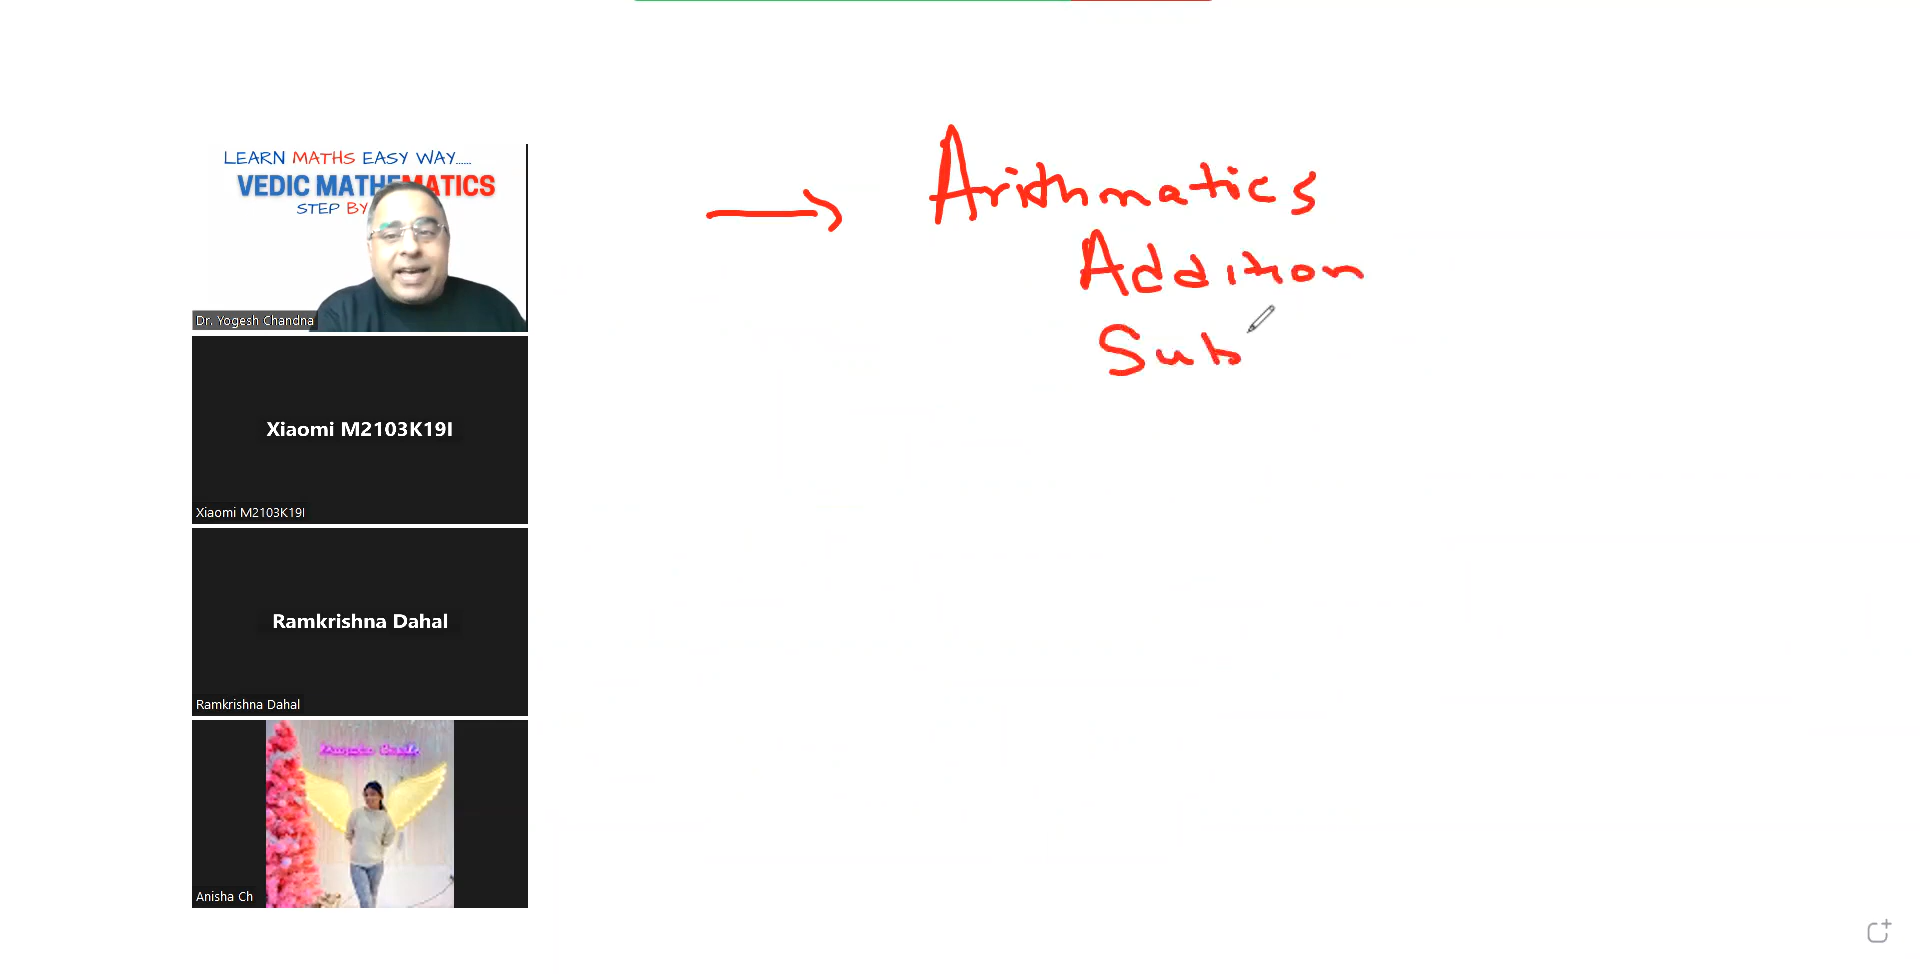 LEARN MATHS EASY WAY......
VEDIC MATHEMATICS
STEP BY
Dr. Yogesh Chandna
Xiaomi M2103K19I
Xiaomi M2103K19I
Ramkrishna Dahal
Ramkrishna Dahal
Anisha Ch
Arithmatics
Addition
Sub